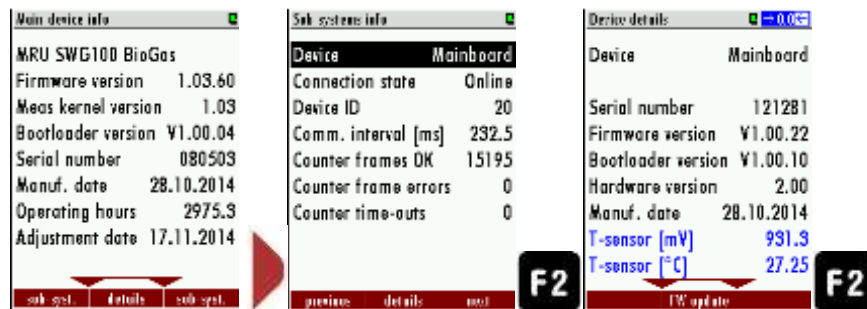 Main device info
MRU SWG100 BioGas
Firmware version 1.03.60
Meas kernel version 1.03
Bootloader version V1.00.04
Serial number 080503
Manuf. date 28.10.2014
Operating hours 2975.3
Adjustment date 17.11.2014
sub syst. details sub syst.
Sub systems info
Device Mainboard
Connection state Online
Device ID 20
Comm. interval [ms] 232.5
Counter frames OK 15195
Counter frame errors 0
Counter time-outs 0
previous details next
F2
Device details →0.0←
Device Mainboard
Serial number 121281
Firmware version V1.00.22
Bootloader version V1.00.10
Hardware version 2.00
Manuf. date 28.10.2014
T-sensor [mV] 931.3
T-sensor [°C] 27.25
FW update
F2